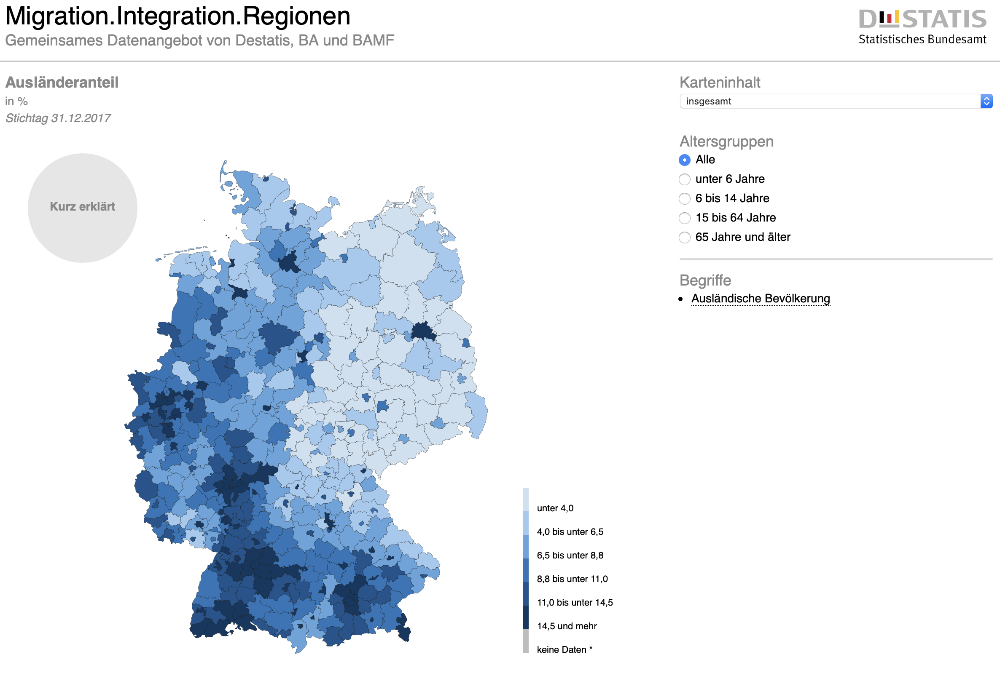 Migration.Integration.Regionen
Gemeinsames Datenangebot von Destatis, BA und BAMF
DESTATIS
Statistisches Bundesamt
Ausländeranteil
in %
Stichtag 31.12.2017
Kurz erklärt
Karteninhalt
insgesamt
Altersgruppen
Alle
unter 6 Jahre
6 bis 14 Jahre
15 bis 64 Jahre
65 Jahre und älter
Begriffe
• Ausländische Bevölkerung
unter 4,0
4,0 bis unter 6,5
6,5 bis unter 8,8
8,8 bis unter 11,0
11,0 bis unter 14,5
14,5 und mehr
keine Daten *